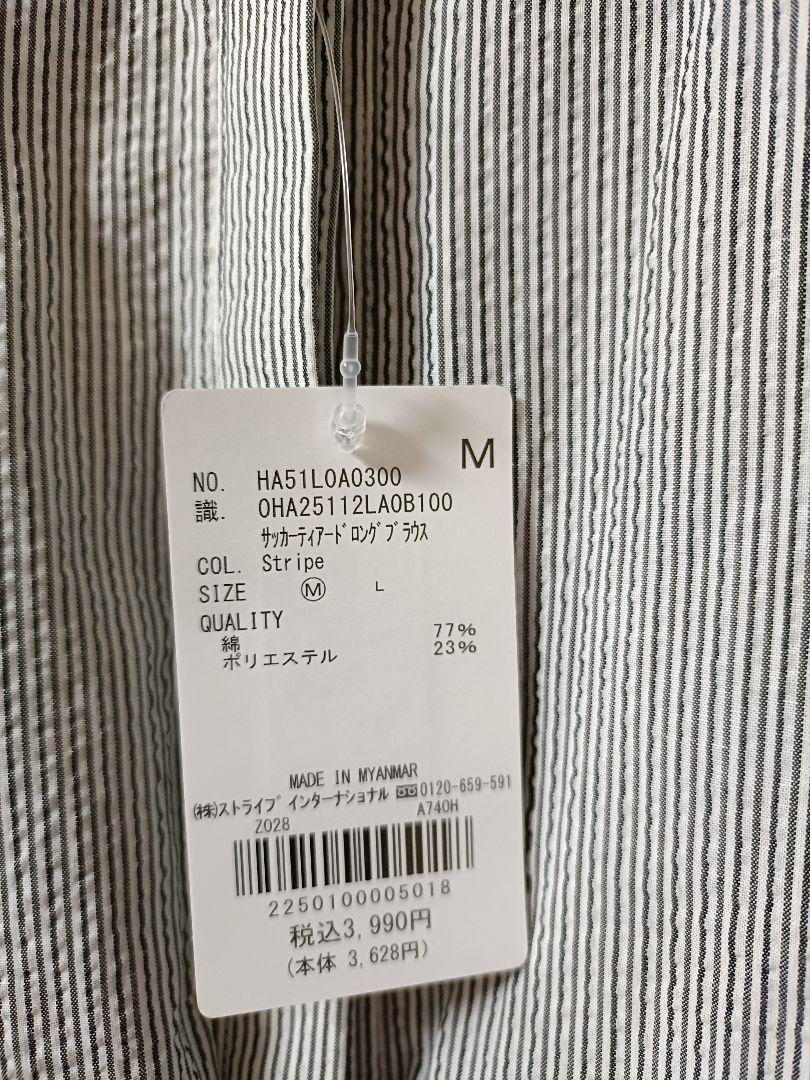 M
NO. HA51L0A0300
識. OHA25112LA0B100
ｻｯｶｰﾃｨｱｰﾄﾞﾛﾝｸﾞﾌﾞﾗｳｽ
COL. Stripe
SIZE Ⓜ L
QUALITY
綿 77%
ポリエステル 23%
MADE IN MYANMAR
㈱ストライプインターナショナル 0120-659-591
Z028 A740H
2250100005018
税込3,990円
(本体 3,628円)